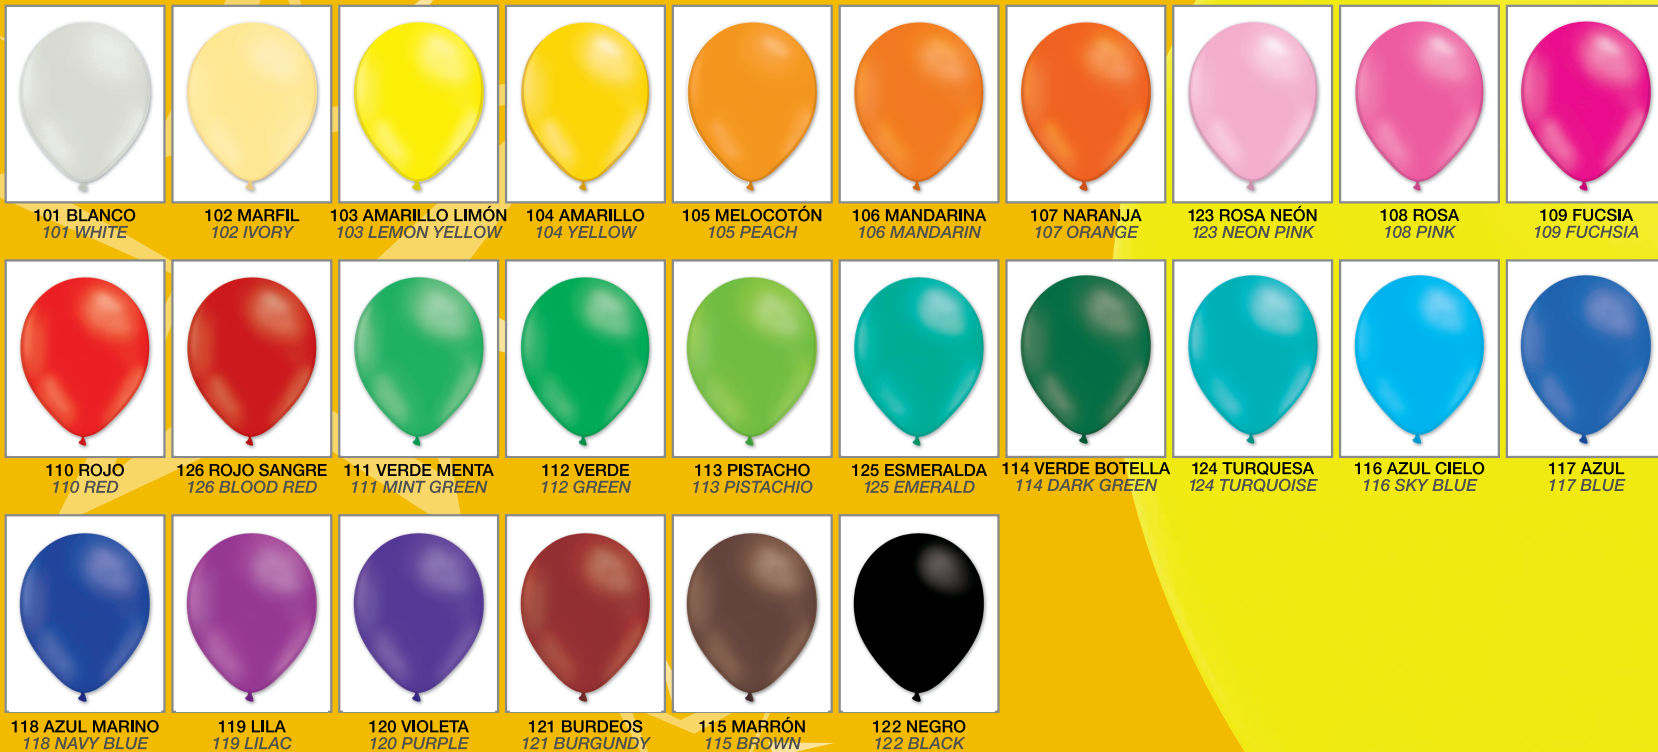 101 BLANCO
101 WHITE
102 MARFIL
102 IVORY
103 AMARILLO LIMÓN
103 LEMON YELLOW
104 AMARILLO
104 YELLOW
105 MELOCOTÓN
105 PEACH
106 MANDARINA
106 MANDARIN
107 NARANJA
107 ORANGE
123 ROSA NEÓN
123 NEON PINK
108 ROSA
108 PINK
109 FUCSIA
109 FUCHSIA
110 ROJO
110 RED
126 ROJO SANGRE
126 BLOOD RED
111 VERDE MENTA
111 MINT GREEN
112 VERDE
112 GREEN
113 PISTACHO
113 PISTACHIO
125 ESMERALDA
125 EMERALD
114 VERDE BOTELLA
114 DARK GREEN
124 TURQUESA
124 TURQUOISE
116 AZUL CIELO
116 SKY BLUE
117 AZUL
117 BLUE
118 AZUL MARINO
118 NAVY BLUE
119 LILA
119 LILAC
120 VIOLETA
120 PURPLE
121 BURDEOS
121 BURGUNDY
115 MARRÓN
115 BROWN
122 NEGRO
122 BLACK